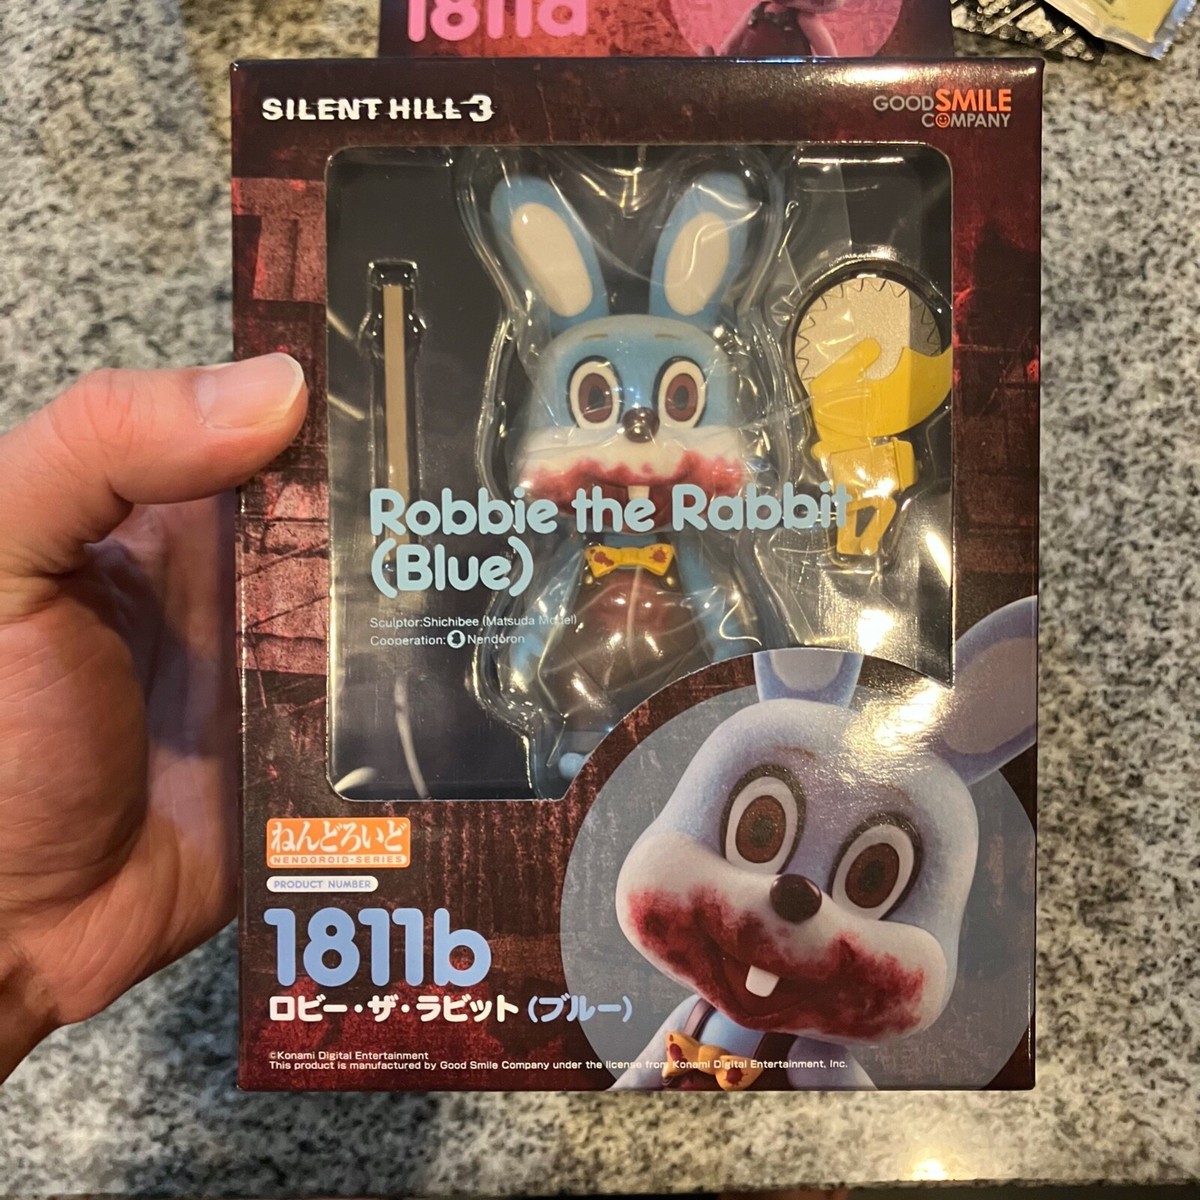 1811a
SILENT HILL 3
GOOD SMILE
COMPANY
Robbie the Rabbit
(Blue)
Sculptor:Shichibee (Matsuda Model)
Cooperation: Nendoron
ねんどろいど
NENDOROID-SERIES
PRODUCT NUMBER
1811b
ロビー・ザ・ラビット(ブルー)
©Konami Digital Entertainment
This product is manufactured by Good Smile Company under the license from Konami Digital Entertainment, Inc.